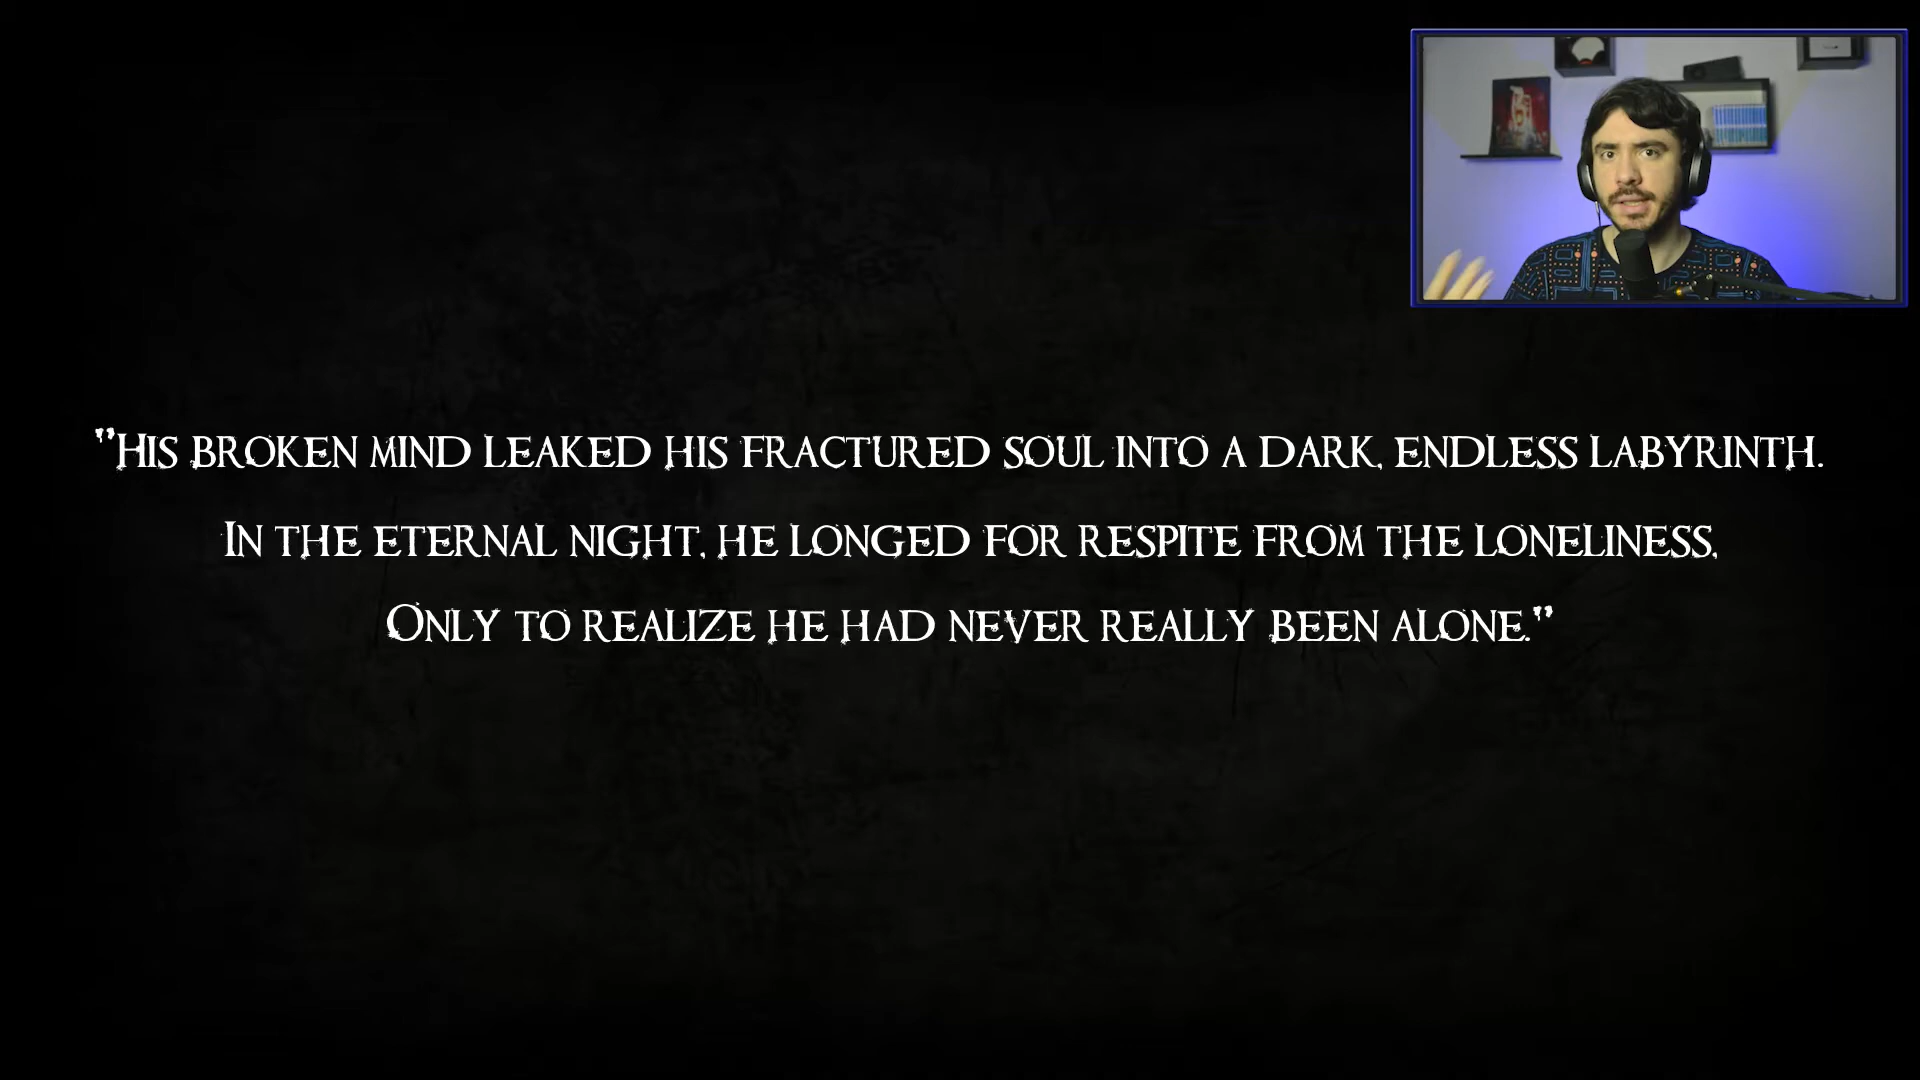 "His broken mind leaked his fractured soul into a dark, endless labyrinth.
In the eternal night, he longed for respite from the loneliness,
Only to realize he had never really been alone."